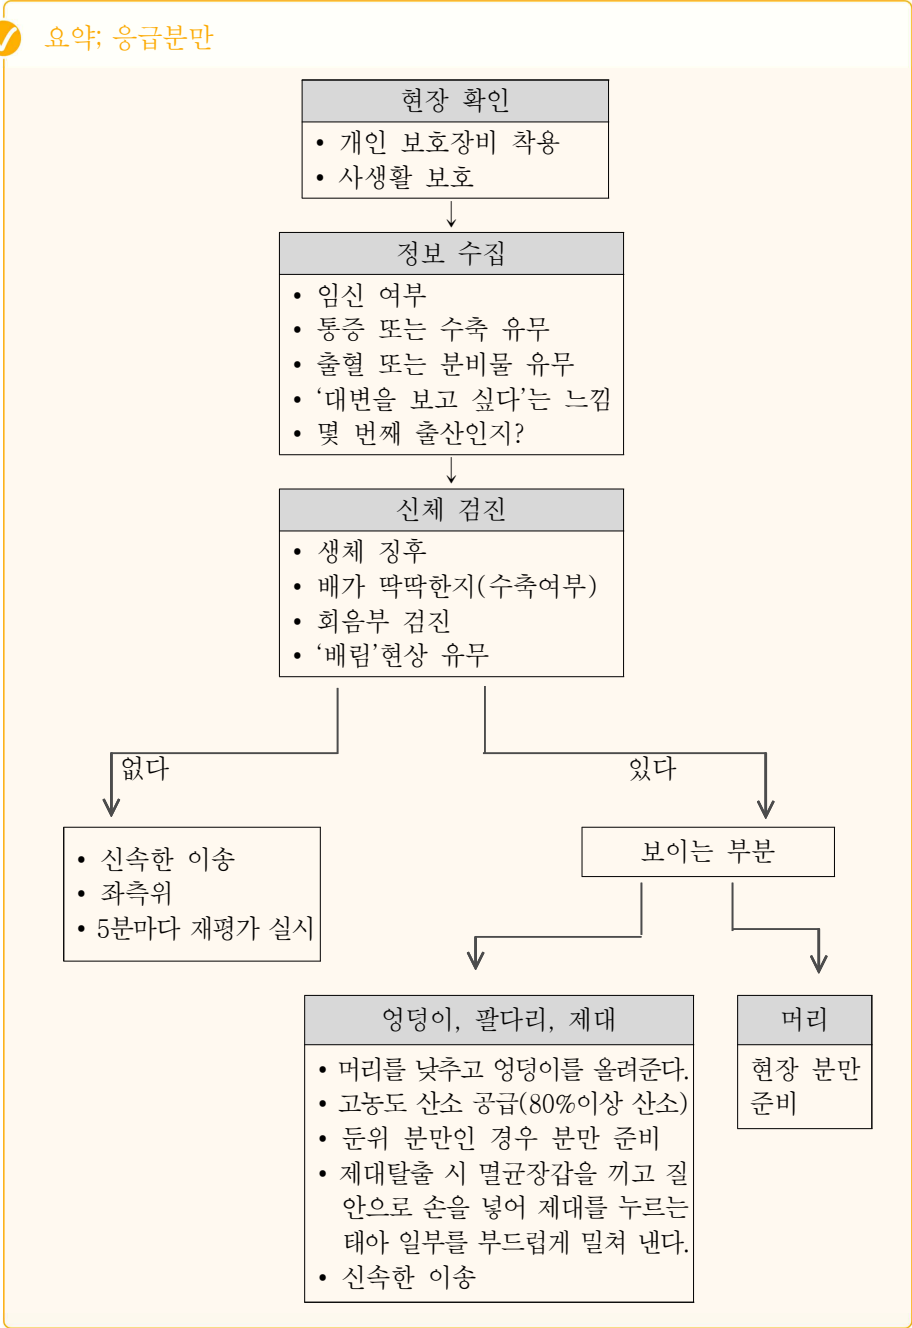 요약; 응급분만
현장 확인
• 개인 보호장비 착용
• 사생활 보호
↓
정보 수집
• 임신 여부
• 통증 또는 수축 유무
• 출혈 또는 분비물 유무
• ‘대변을 보고 싶다’는 느낌
• 몇 번째 출산인지?
↓
신체 검진
• 생체 징후
• 배가 딱딱한지(수축여부)
• 회음부 검진
• ‘배림’현상 유무
없다
있다
• 신속한 이송
• 좌측위
• 5분마다 재평가 실시
보이는 부분
엉덩이, 팔다리, 제대
• 머리를 낮추고 엉덩이를 올려준다.
• 고농도 산소 공급(80%이상 산소)
• 둔위 분만인 경우 분만 준비
• 제대탈출 시 멸균장갑을 끼고 질
안으로 손을 넣어 제대를 누르는
태아 일부를 부드럽게 밀쳐 낸다.
• 신속한 이송
머리
현장 분만
준비